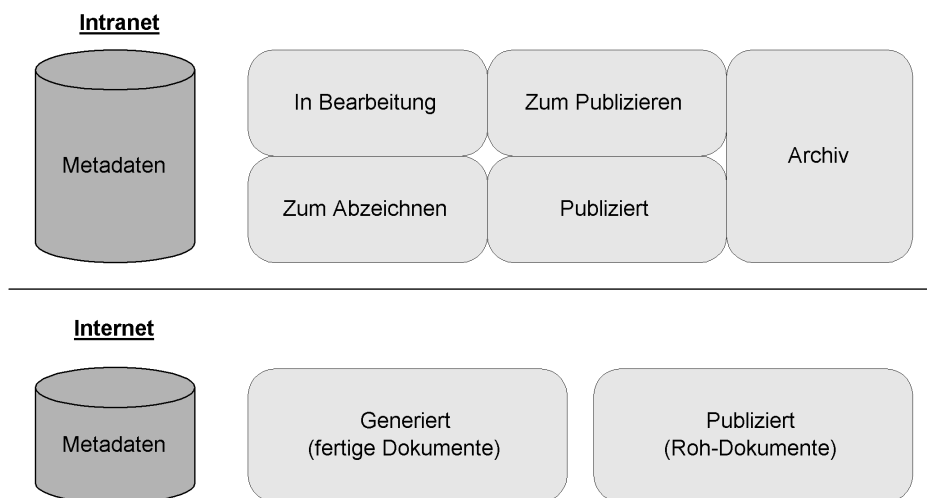 Intranet
Metadaten
In Bearbeitung
Zum Publizieren
Archiv
Zum Abzeichnen
Publiziert
Internet
Metadaten
Generiert
(fertige Dokumente)
Publiziert
(Roh-Dokumente)